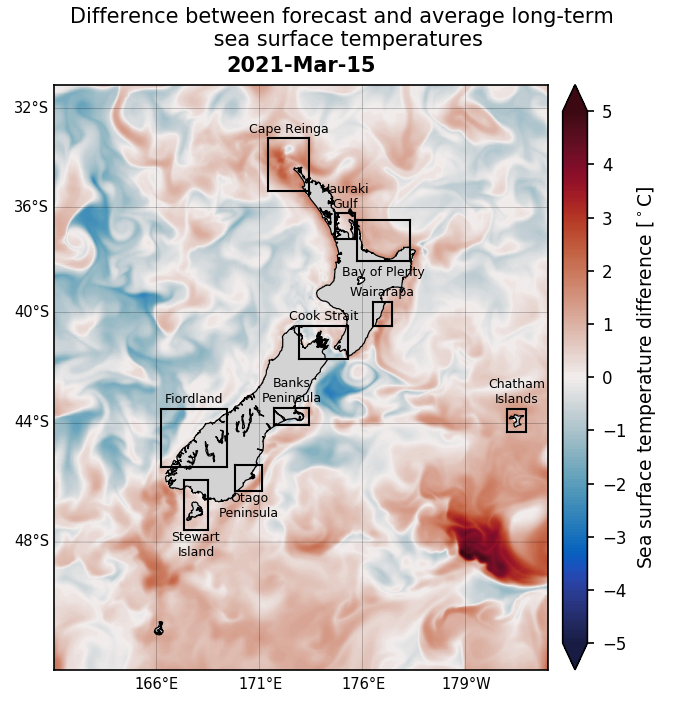 Difference between forecast and average long-term
sea surface temperatures
2021-Mar-15
32°S
36°S
40°S
44°S
48°S
Cape Reinga
Hauraki
Gulf
Bay of Plenty
Wairarapa
Cook Strait
Banks
Peninsula
Fiordland
Chatham
Islands
Otago
Peninsula
Stewart
Island
166°E
171°E
176°E
179°W
5
4
3
2
1
0
−1
−2
−3
−4
−5
Sea surface temperature difference [°C]